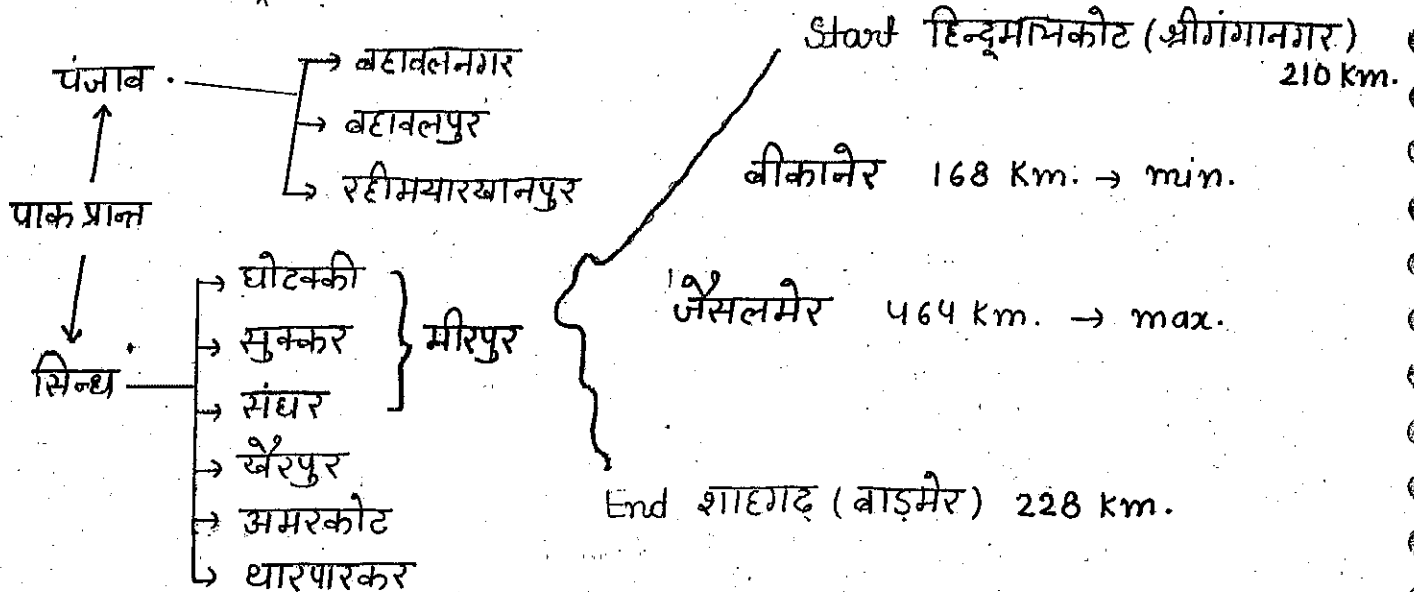 Start हिन्दूमलकोट (श्रीगंगानगर)
210 Km.
पंजाब
→ बहावलनगर
→ बहावलपुर
→ रहीमयारखानपुर
पाक प्रान्त
सिन्ध
→ घोटक्की
→ सुक्कर
→ संघर
} मीरपुर
→ खैरपुर
→ अमरकोट
→ थारपारकर
बीकानेर 168 Km. → min.
जैसलमेर 464 Km. → max.
End शाहगढ़ (बाड़मेर) 228 Km.